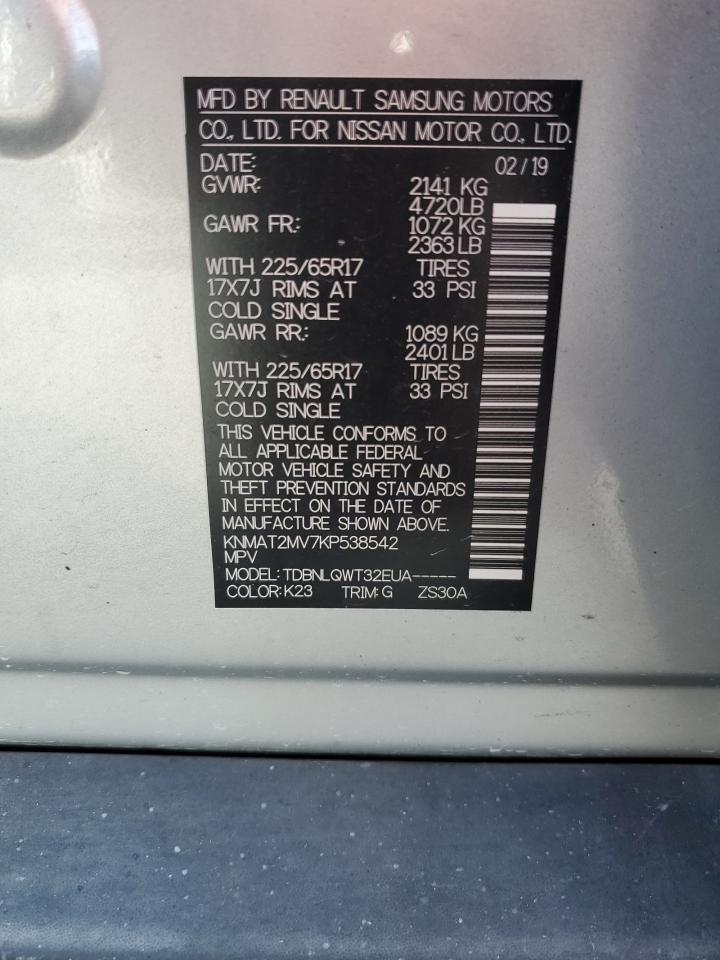 MFD BY RENAULT SAMSUNG MOTORS
CO., LTD. FOR NISSAN MOTOR CO., LTD.
DATE: 02/19
GVWR: 2141 KG
4720LB
GAWR FR: 1072 KG
2363LB
WITH 225/65R17 TIRES
17X7J RIMS AT 33 PSI
COLD SINGLE
GAWR RR: 1089 KG
2401LB
WITH 225/65R17 TIRES
17X7J RIMS AT 33 PSI
COLD SINGLE
THIS VEHICLE CONFORMS TO
ALL APPLICABLE FEDERAL
MOTOR VEHICLE SAFETY AND
THEFT PREVENTION STANDARDS
IN EFFECT ON THE DATE OF
MANUFACTURE SHOWN ABOVE.
KNMAT2MV7KP538542
MPV
MODEL: TDBNLQWT32EUA-----
COLOR: K23 TRIM: G ZS30A